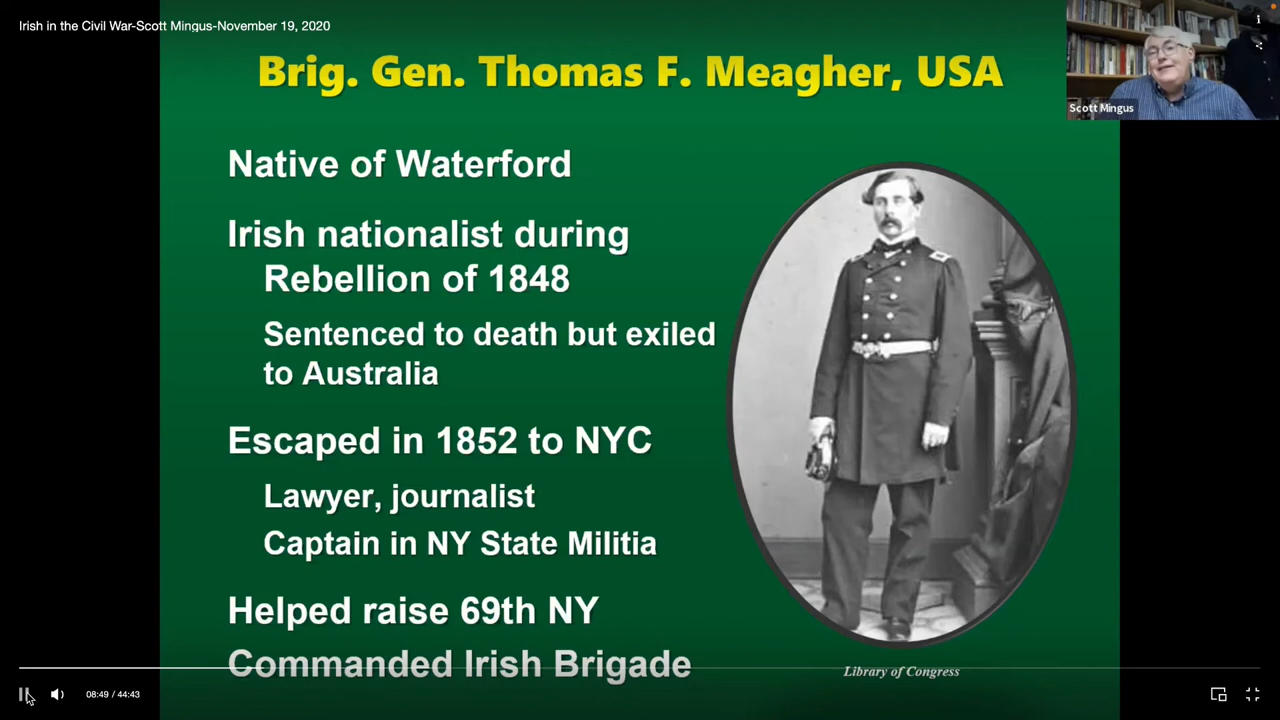 Irish in the Civil War-Scott Mingus-November 19, 2020
Brig. Gen. Thomas F. Meagher, USA
Scott Mingus
Native of Waterford
Irish nationalist during
Rebellion of 1848
Sentenced to death but exiled
to Australia
Escaped in 1852 to NYC
Lawyer, journalist
Captain in NY State Militia
Helped raise 69th NY
Commanded Irish Brigade
Library of Congress
08:49 / 44:43